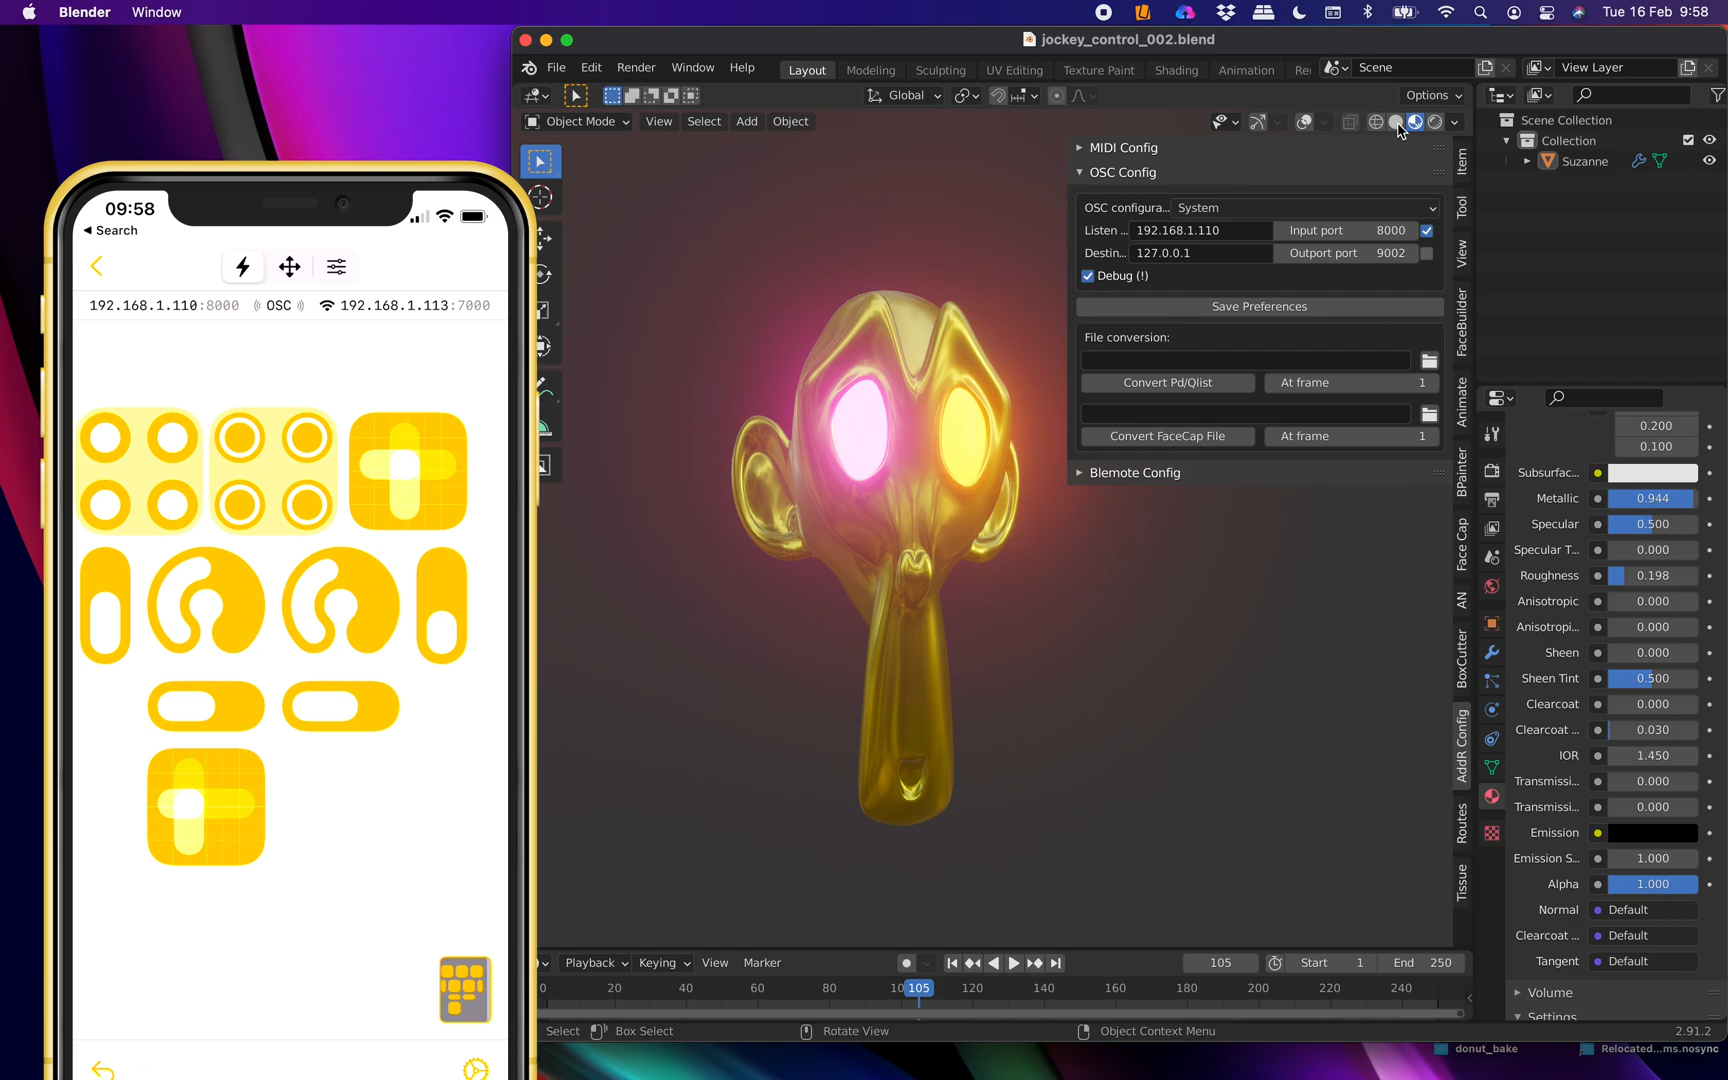 Blender Window
Tue 16 Feb 9:58
jockey_control_002.blend
File Edit Render Window Help
Layout Modeling Sculpting UV Editing Texture Paint Shading Animation Re
Scene
View Layer
Global
Options
Object Mode View Select Add Object
Scene Collection
Collection
Suzanne
MIDI Config
OSC Config
OSC configura... System
Listen ... 192.168.1.110 Input port 8000
Destin... 127.0.0.1 Outport port 9002
Debug (!)
Save Preferences
File conversion:
Convert Pd/Qlist At frame 1
Convert FaceCap File At frame 1
Blemote Config
Item
Tool
View
FaceBuilder
Animate
BPainter
Face Cap
AN
BoxCutter
AddR Config
Routes
Tissue
09:58
Search
192.168.1.110:8000 OSC 192.168.1.113:7000
0.200
0.100
Subsurfac...
Metallic 0.944
Specular 0.500
Specular T... 0.000
Roughness 0.198
Anisotropic 0.000
Anisotropi... 0.000
Sheen 0.000
Sheen Tint 0.500
Clearcoat 0.000
Clearcoat ... 0.030
IOR 1.450
Transmissi... 0.000
Transmissi... 0.000
Emission
Emission S... 1.000
Alpha 1.000
Normal Default
Clearcoat ... Default
Tangent Default
Volume
Settings
Playback Keying View Marker
105 Start 1 End 250
0 20 40 60 80 10 105 120 140 160 180 200 220 240
Select Box Select Rotate View Object Context Menu 2.91.2
donut_bake Relocated...ms.nosync